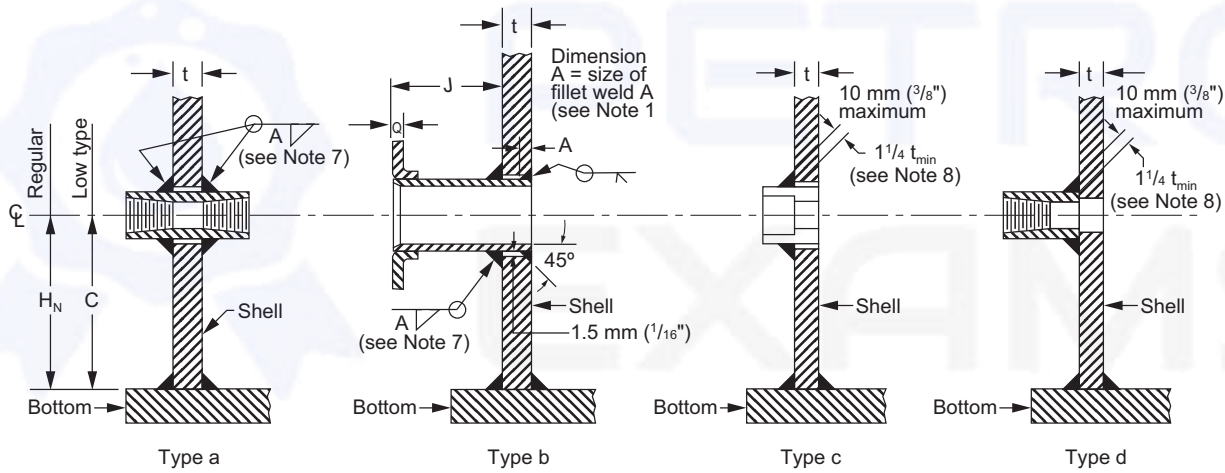 t
A
(see Note 7)
Regular
Low type
CL
HN
C
Shell
Bottom
Type a
t
J
Q
Dimension
A = size of
fillet weld A
(see Note 1
A
45°
A
(see Note 7)
Shell
1.5 mm (1/16")
Bottom
Type b
t
10 mm (3/8")
maximum
1 1/4 tmin
(see Note 8)
Shell
Bottom
Type c
t
10 mm (3/8")
maximum
1 1/4 tmin
(see Note 8)
Shell
Bottom
Type d
PETRO
EXAMS